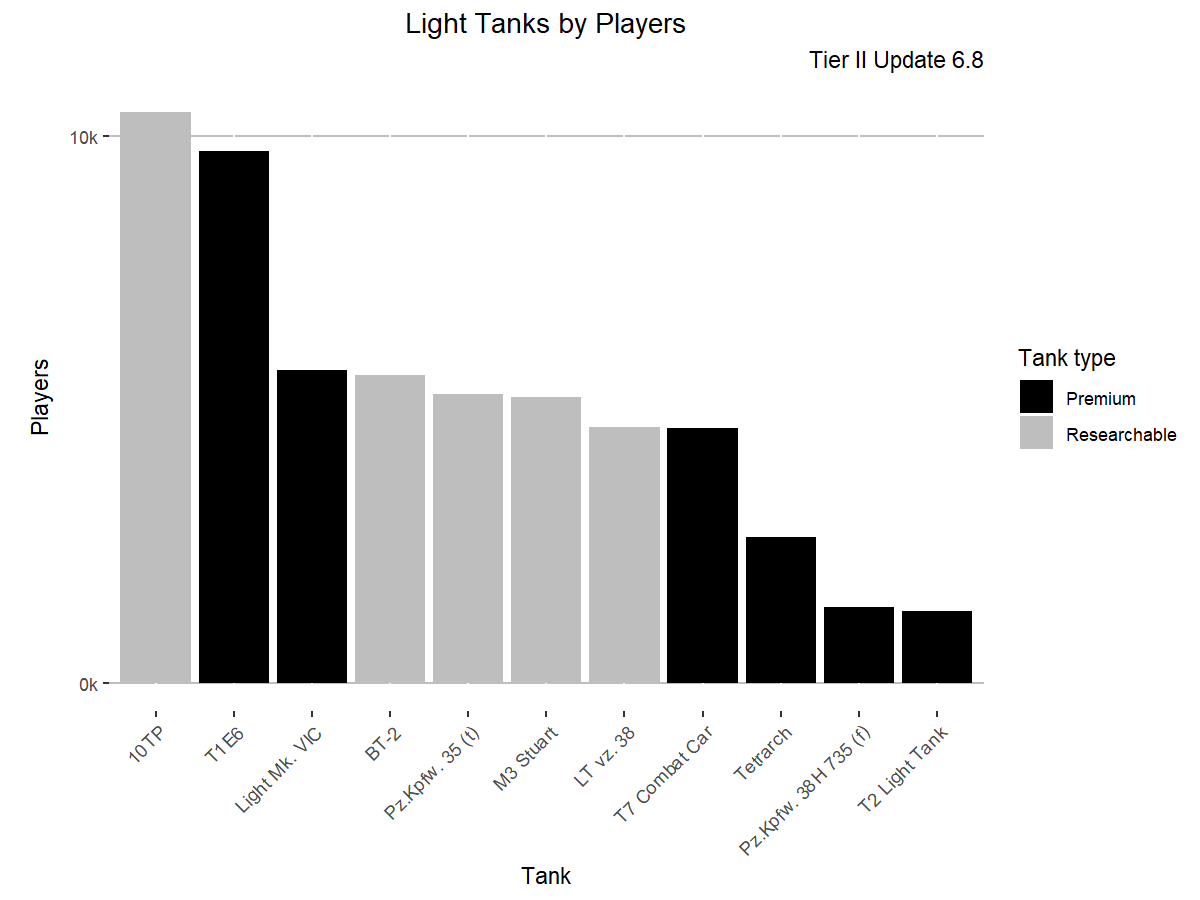 Light Tanks by Players
Tier II Update 6.8
10k
0k
Players
10TP
T1E6
Light Mk. VIC
BT-2
Pz.Kpfw. 35 (t)
M3 Stuart
LT vz. 38
T7 Combat Car
Tetrarch
Pz.Kpfw. 38 H 735 (f)
T2 Light Tank
Tank
Tank type
Premium
Researchable